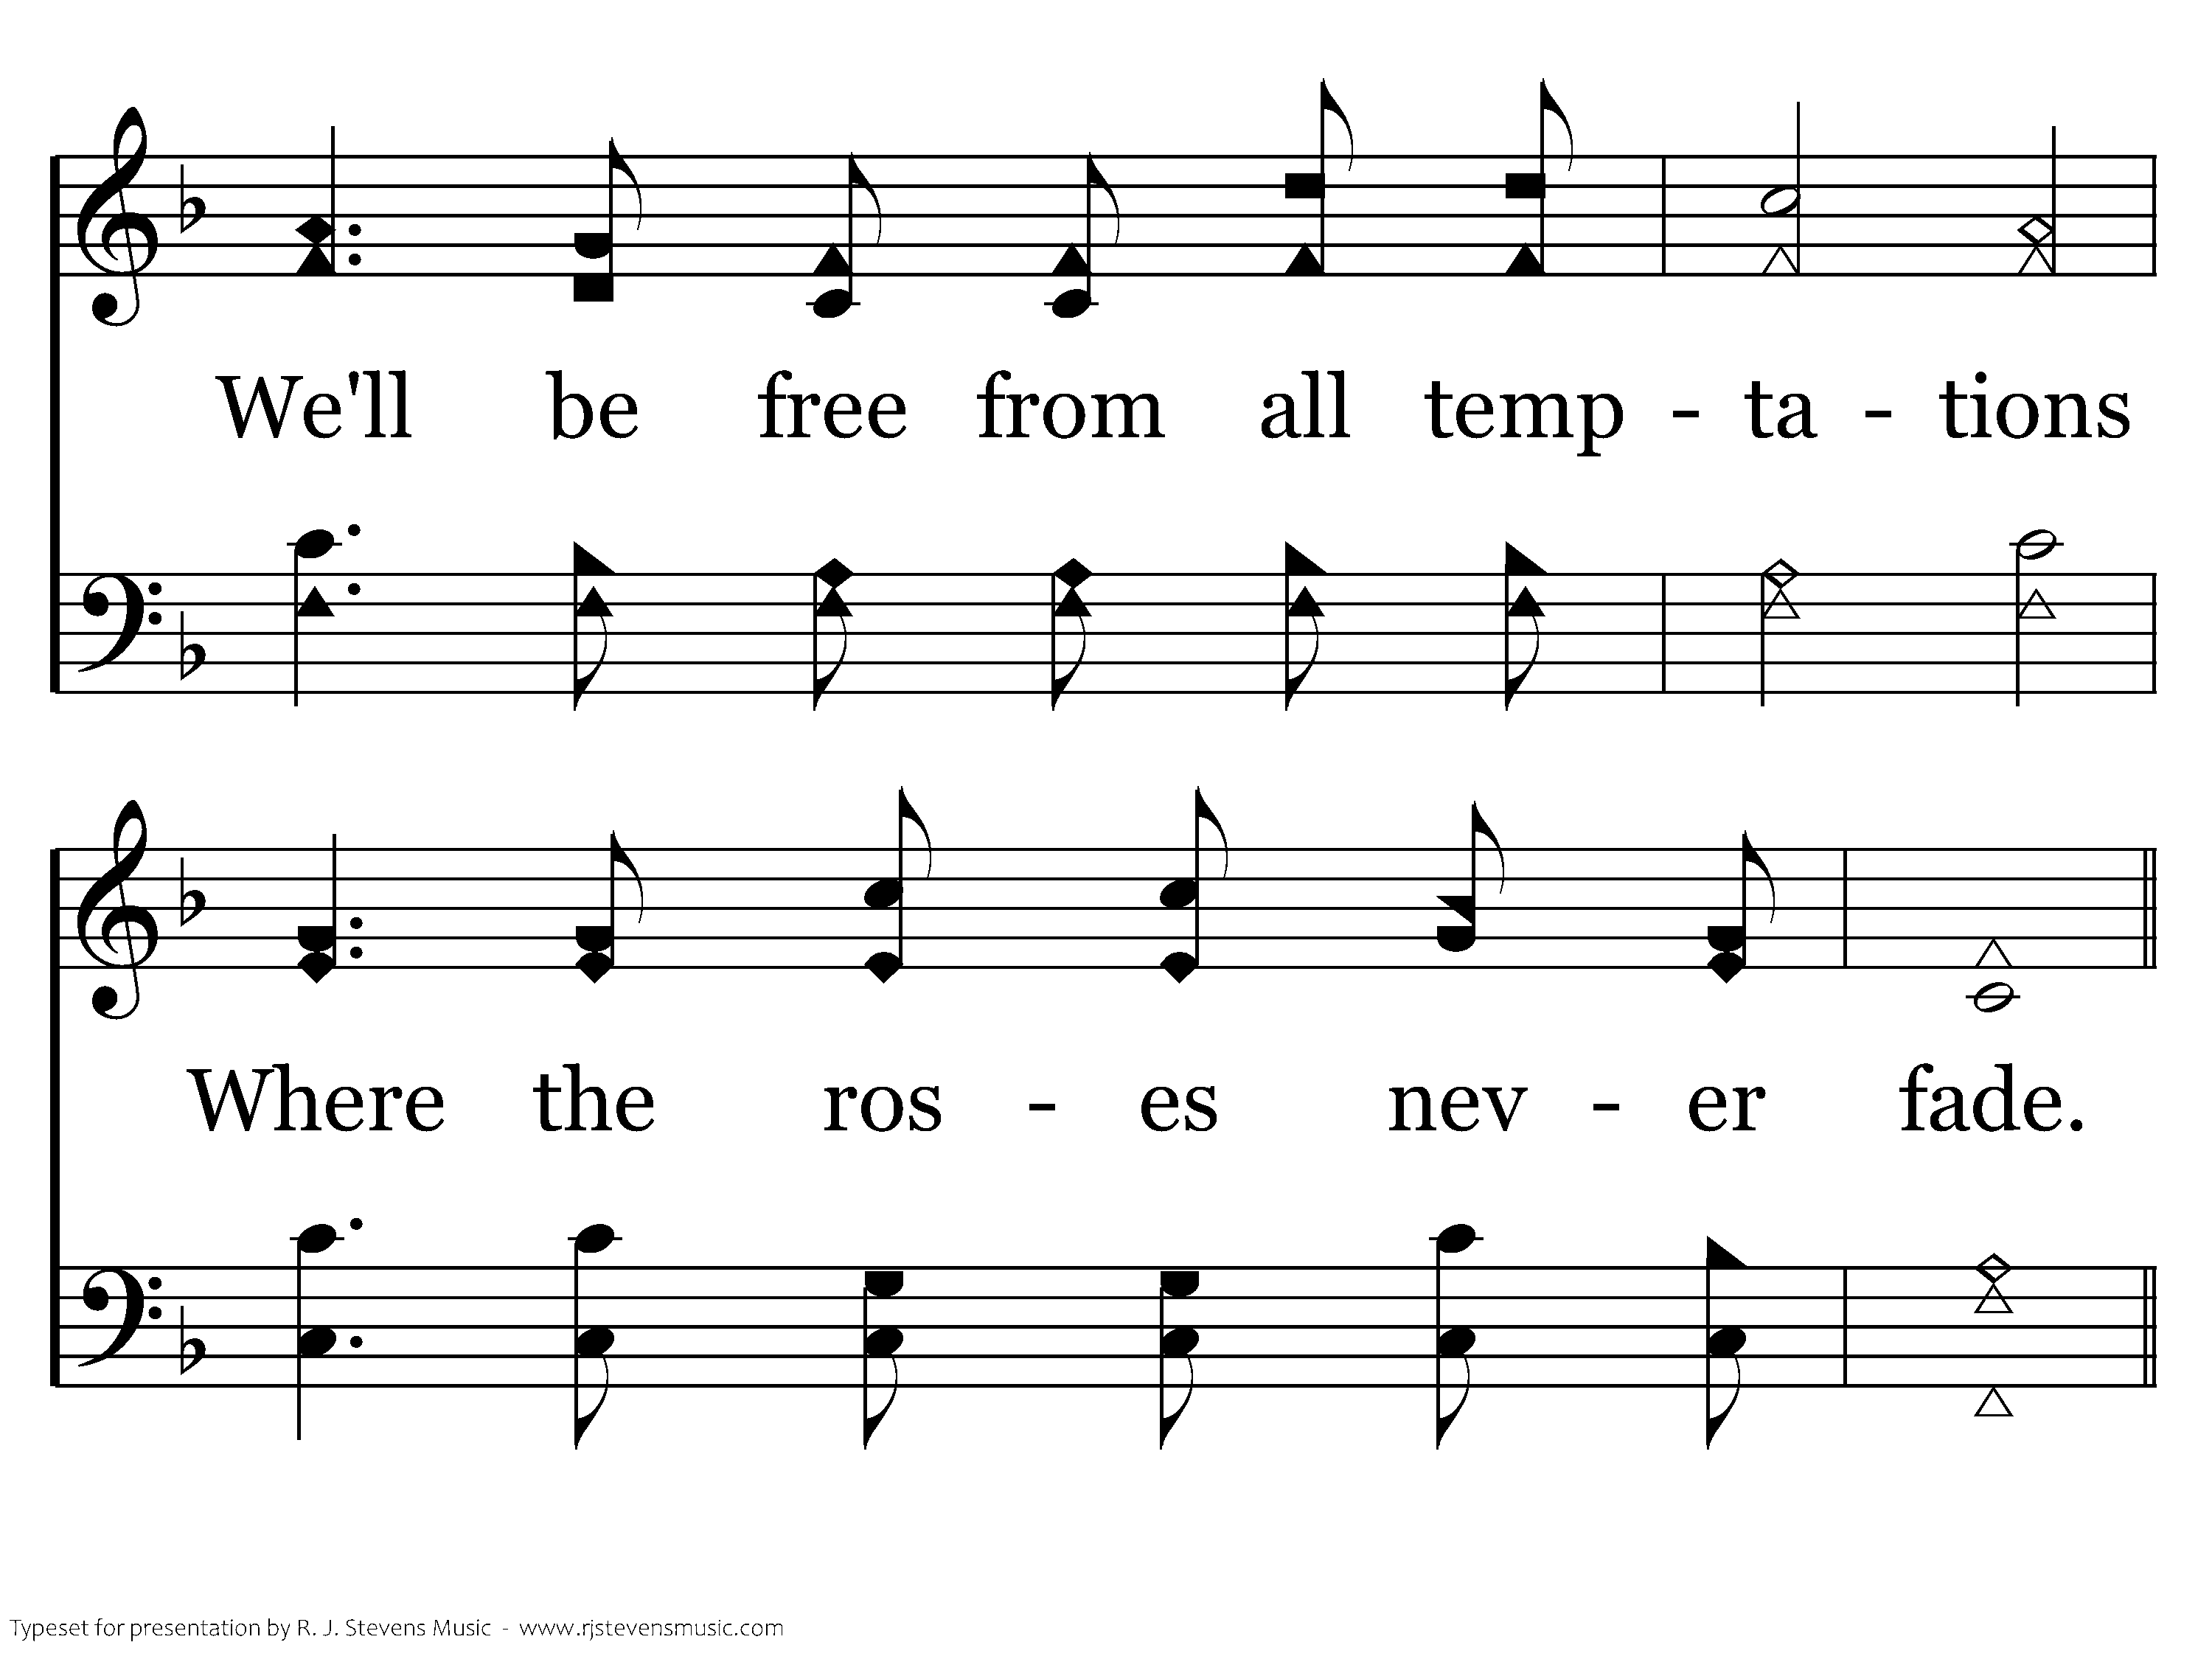 We'll be free from all temp - ta - tions
Where the ros - es nev - er fade.
Typeset for presentation by R. J. Stevens Music - www.rjstevensmusic.com